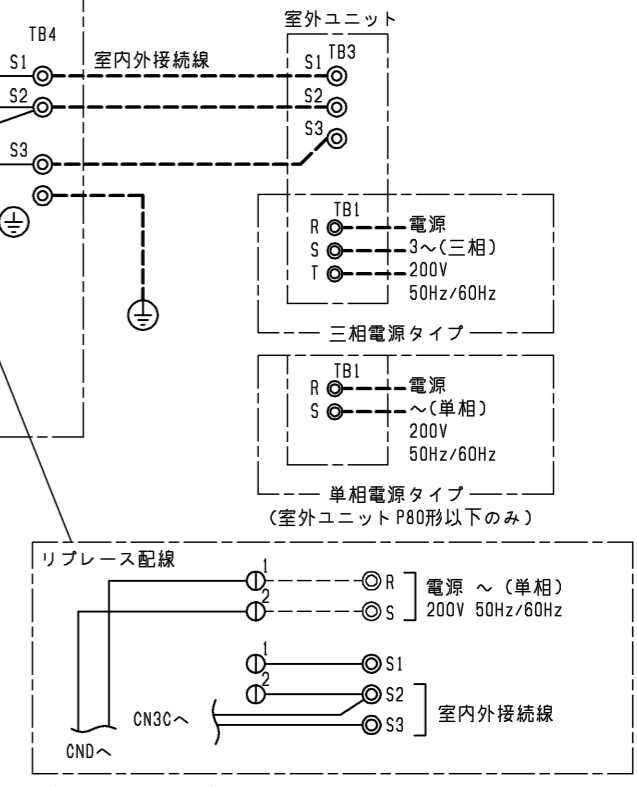 室外ユニット
TB4
TB3
S1
室内外接続線
S1
S2
S2
S3
S3
TB1
R
電源
S
3～(三相)
T
200V
50Hz/60Hz
三相電源タイプ
TB1
R
電源
S
～(単相)
200V
50Hz/60Hz
単相電源タイプ
(室外ユニットP80形以下のみ)
リプレース配線
1
R
電源 ～ (単相)
2
S
200V 50Hz/60Hz
1
S1
2
S2
CN3Cへ
室内外接続線
S3
CNDへ